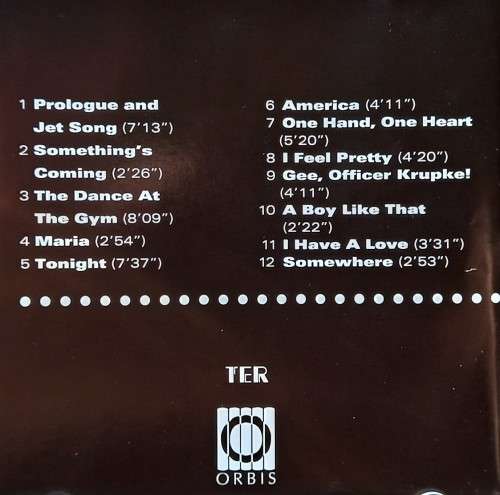 1 Prologue and
Jet Song (7'13")
2 Something's
Coming (2'26")
3 The Dance At
The Gym (8'09")
4 Maria (2'54")
5 Tonight (7'37")
6 America (4'11")
7 One Hand, One Heart
(5'20")
8 I Feel Pretty (4'20")
9 Gee, Officer Krupke!
(4'11")
10 A Boy Like That
(2'22")
11 I Have A Love (3'31")
12 Somewhere (2'53")
TER
ORBIS